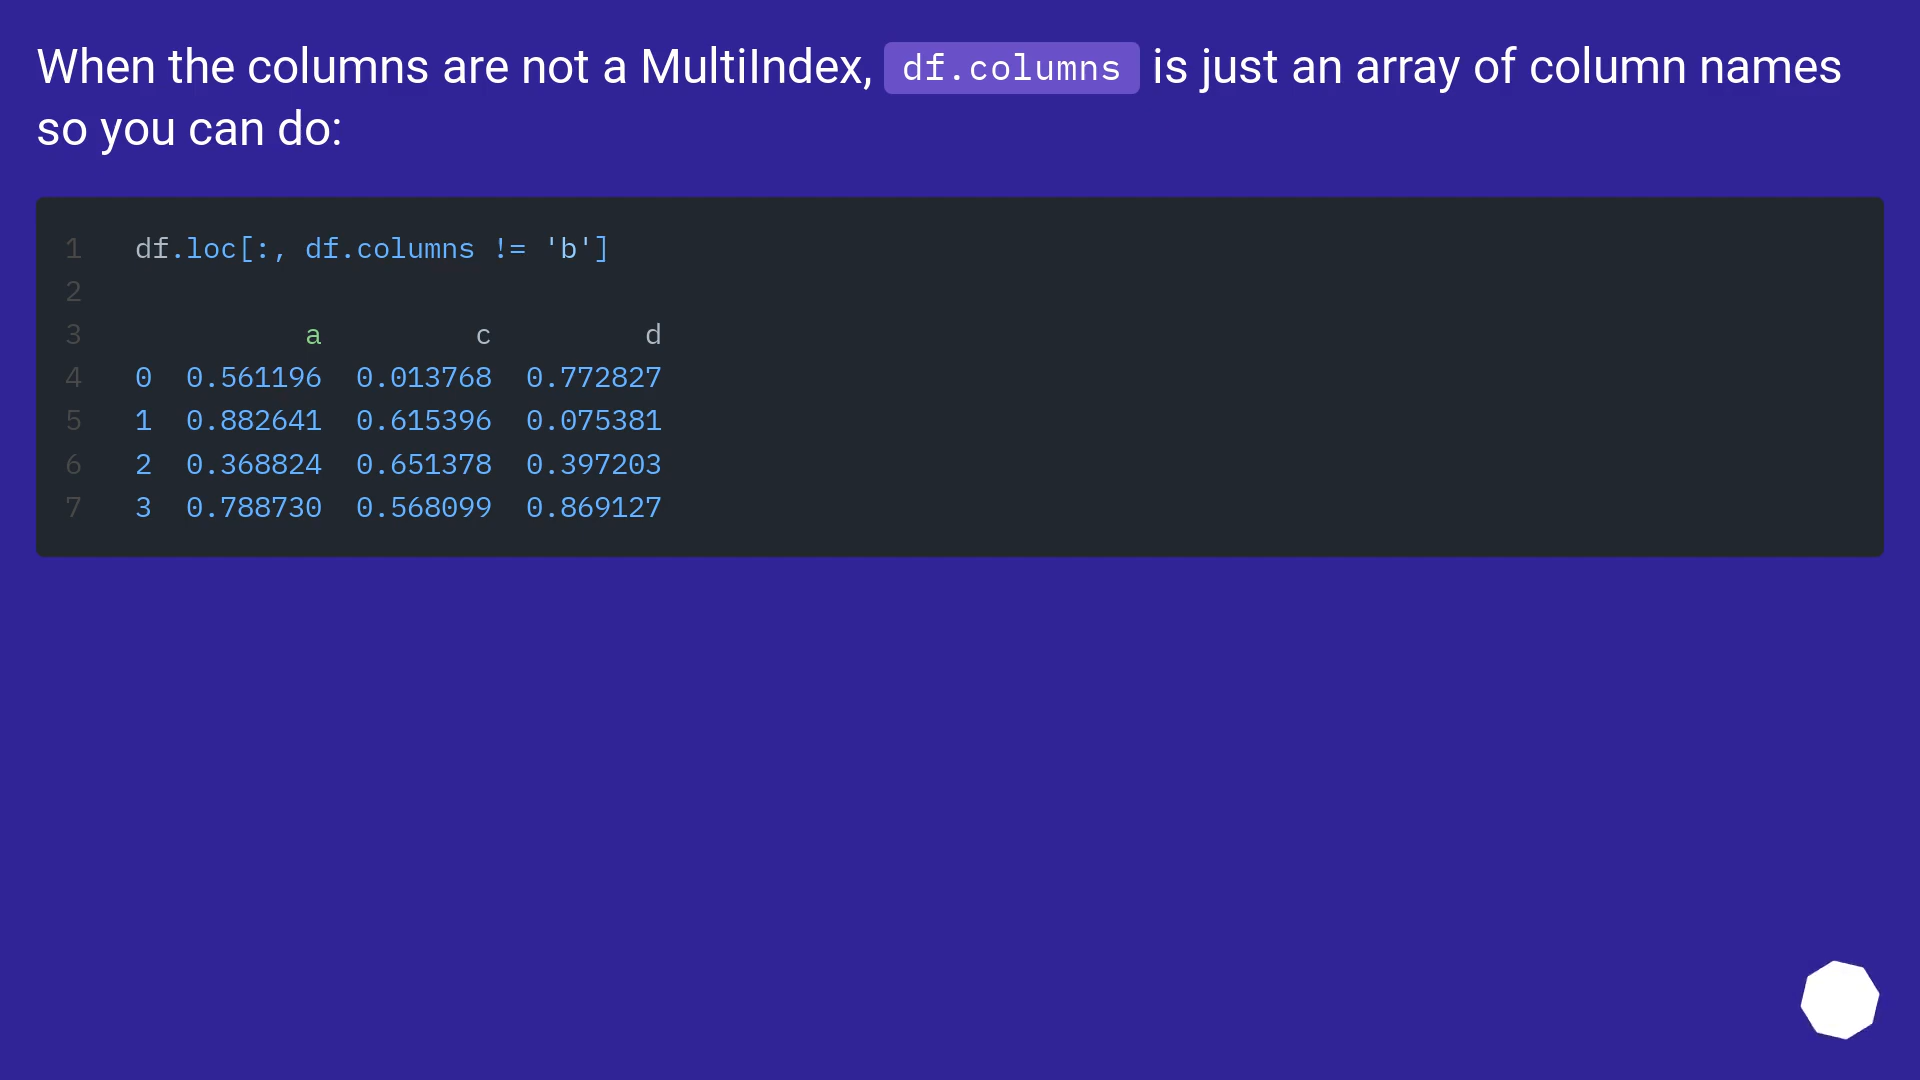 When the columns are not a MultiIndex, df.columns is just an array of column names
so you can do:
1 df.loc[:, df.columns != 'b']
2
3 a c d
4 0 0.561196 0.013768 0.772827
5 1 0.882641 0.615396 0.075381
6 2 0.368824 0.651378 0.397203
7 3 0.788730 0.568099 0.869127